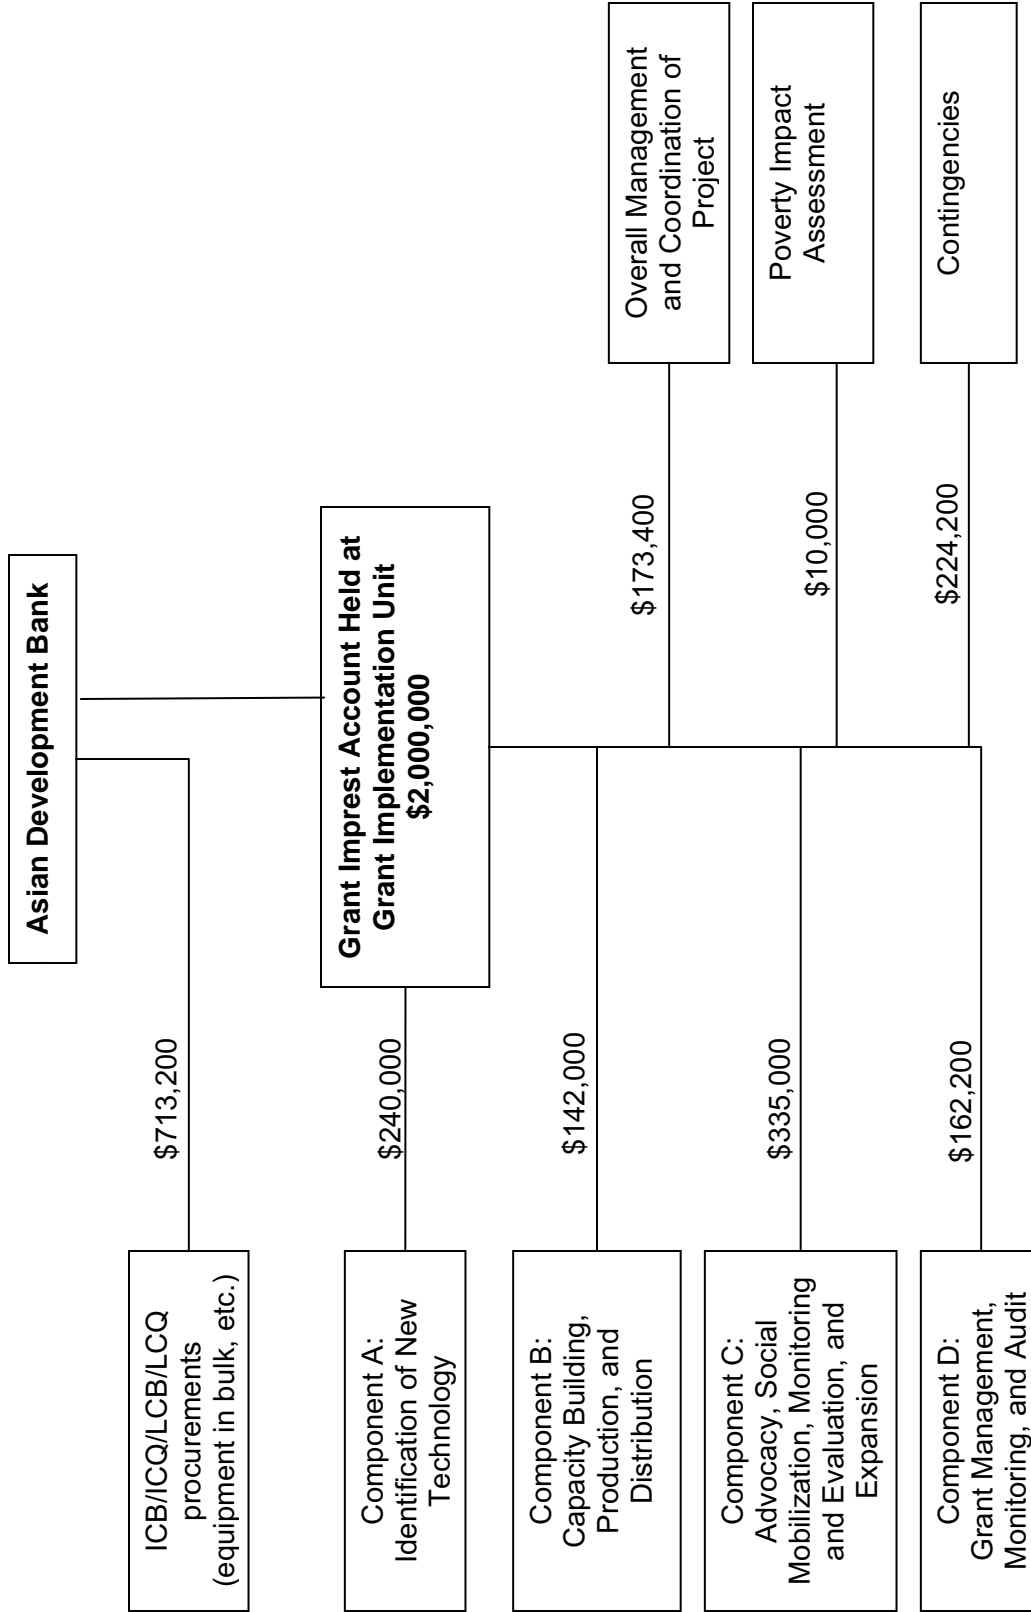 Asian Development Bank
$713,200
ICB/ICQ/LCB/LCQ
procurements
(equipment in bulk, etc.)
Grant Imprest Account Held at
Grant Implementation Unit
$2,000,000
$240,000
Component A:
Identification of New
Technology
$142,000
Component B:
Capacity Building,
Production, and
Distribution
$173,400
Overall Management
and Coordination of
Project
$335,000
Component C:
Advocacy, Social
Mobilization, Monitoring
and Evaluation, and
Expansion
$10,000
Poverty Impact
Assessment
$162,200
Component D:
Grant Management,
Monitoring, and Audit
$224,200
Contingencies